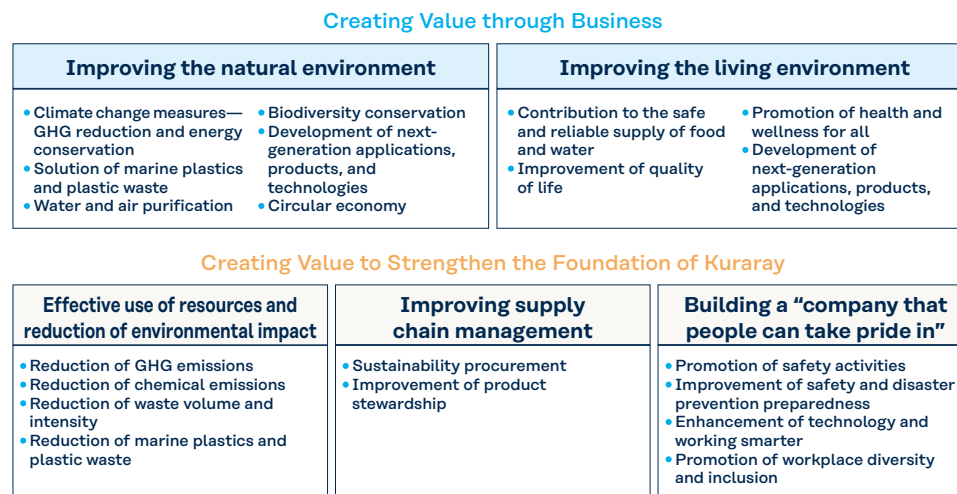 Creating Value through Business
Improving the natural environment
• Climate change measures—
GHG reduction and energy
conservation
• Solution of marine plastics
and plastic waste
• Water and air purification
• Biodiversity conservation
• Development of next-
generation applications,
products, and
technologies
• Circular economy
Improving the living environment
• Contribution to the safe
and reliable supply of food
and water
• Improvement of quality
of life
• Promotion of health and
wellness for all
• Development of
next-generation
applications, products,
and technologies
Creating Value to Strengthen the Foundation of Kuraray
Effective use of resources and
reduction of environmental impact
• Reduction of GHG emissions
• Reduction of chemical emissions
• Reduction of waste volume and
intensity
• Reduction of marine plastics and
plastic waste
Improving supply
chain management
• Sustainability procurement
• Improvement of product
stewardship
Building a “company that
people can take pride in”
• Promotion of safety activities
• Improvement of safety and disaster
prevention preparedness
• Enhancement of technology and
working smarter
• Promotion of workplace diversity
and inclusion